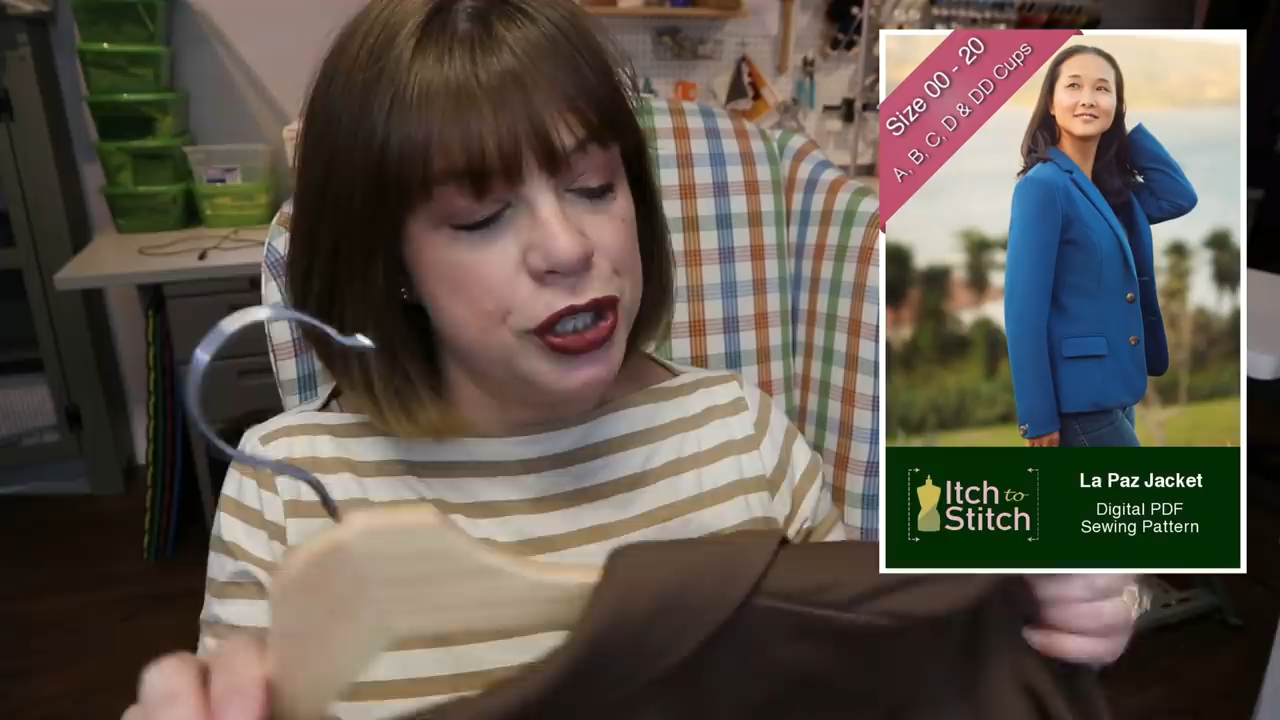 Size 00 - 20
A, B, C, D & DD Cups
Itch to
Stitch
La Paz Jacket
Digital PDF
Sewing Pattern